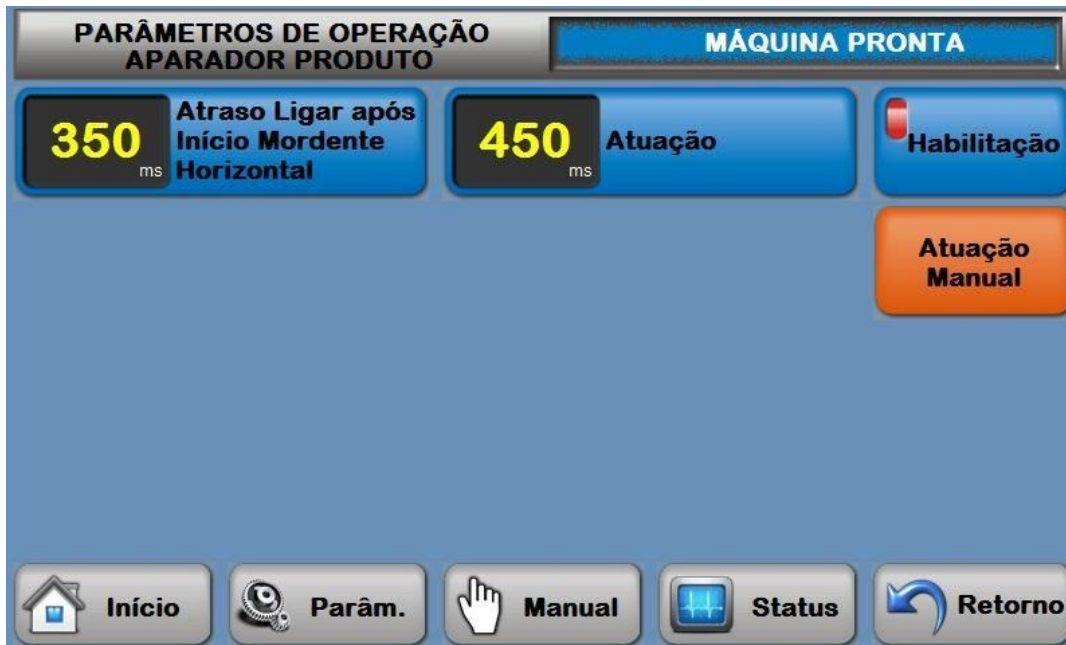 PARÂMETROS DE OPERAÇÃO
APARADOR PRODUTO
MÁQUINA PRONTA
350
ms
Atraso Ligar após
Início Mordente
Horizontal
450
ms
Atuação
Habilitação
Atuação
Manual
Início
Parâm.
Manual
Status
Retorno